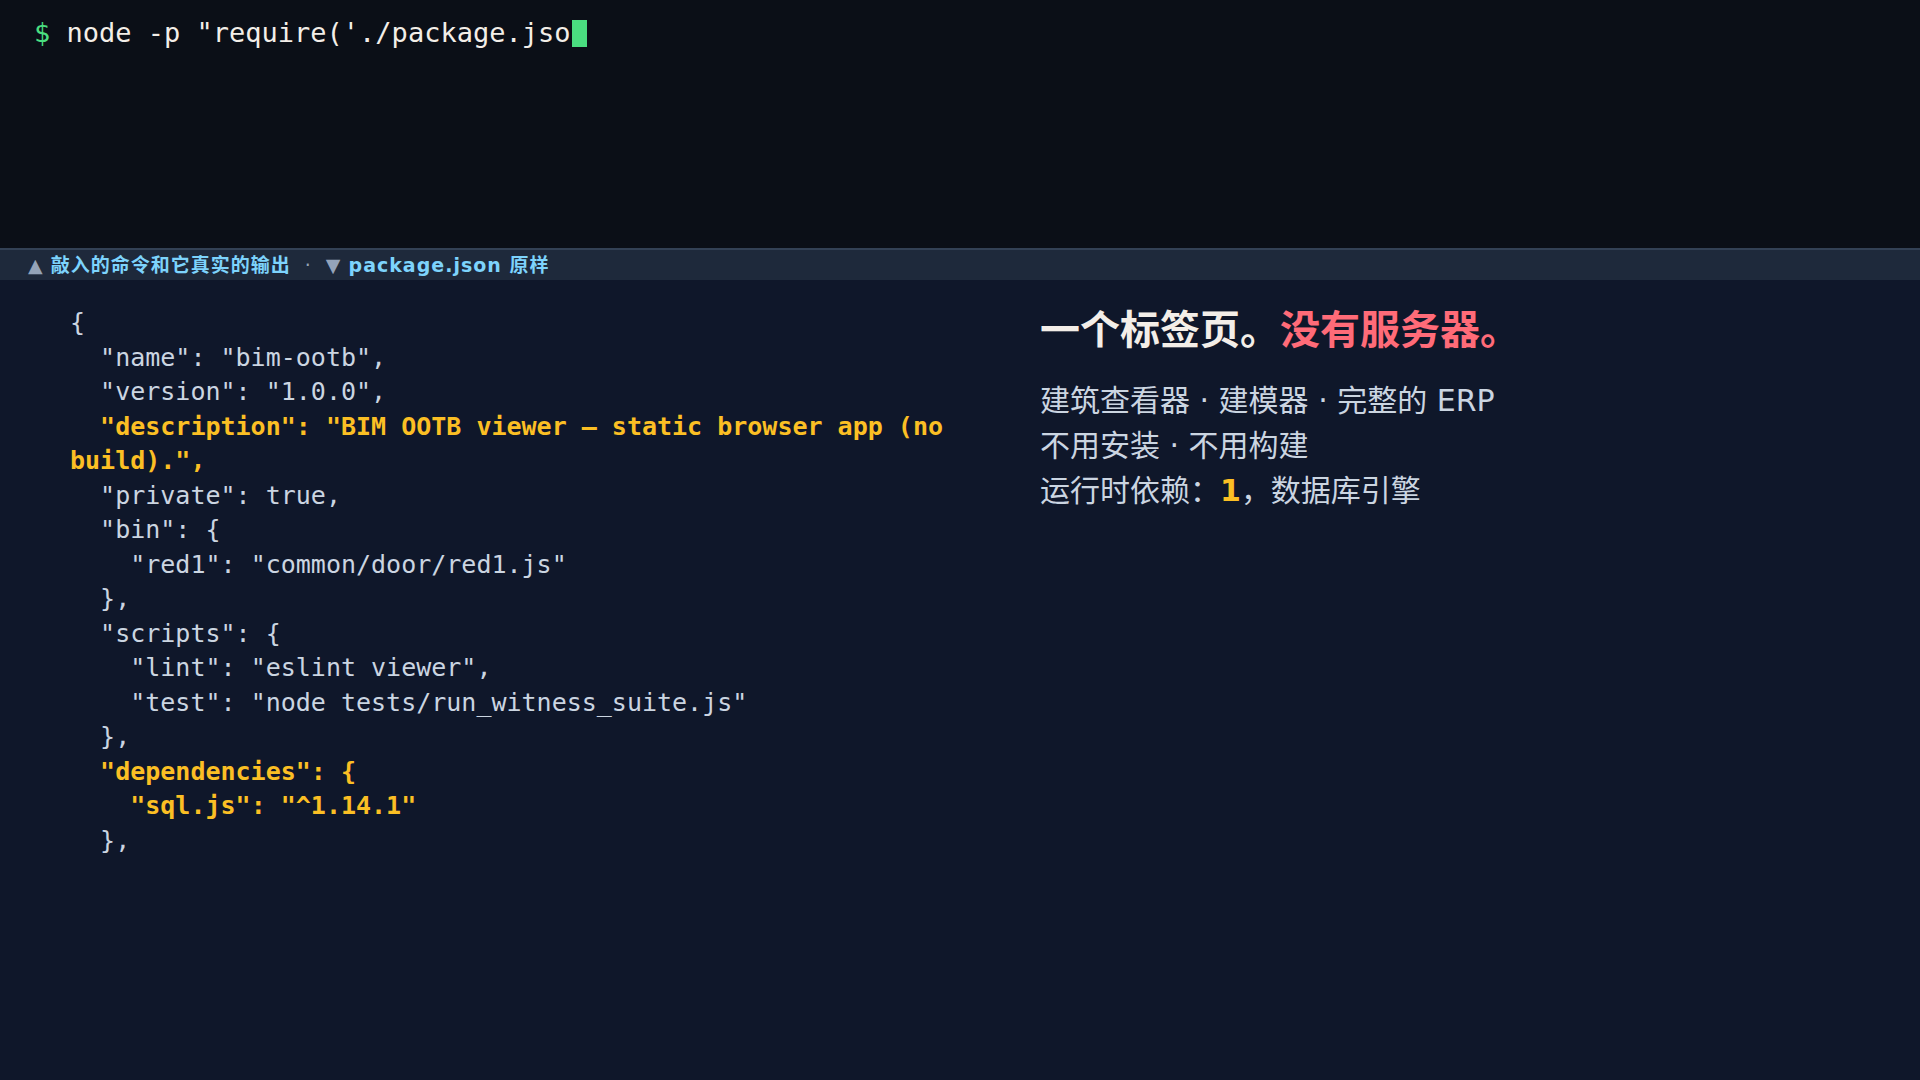 $ node -p "require('./package.jso
▲ 敲入的命令和它真实的输出 · ▼ package.json 原样
{
  "name": "bim-ootb",
  "version": "1.0.0",
  "description": "BIM OOTB viewer — static browser app (no
build).",
  "private": true,
  "bin": {
    "red1": "common/door/red1.js"
  },
  "scripts": {
    "lint": "eslint viewer",
    "test": "node tests/run_witness_suite.js"
  },
  "dependencies": {
    "sql.js": "^1.14.1"
  },
一个标签页。没有服务器。
建筑查看器 · 建模器 · 完整的 ERP
不用安装 · 不用构建
运行时依赖：1，数据库引擎